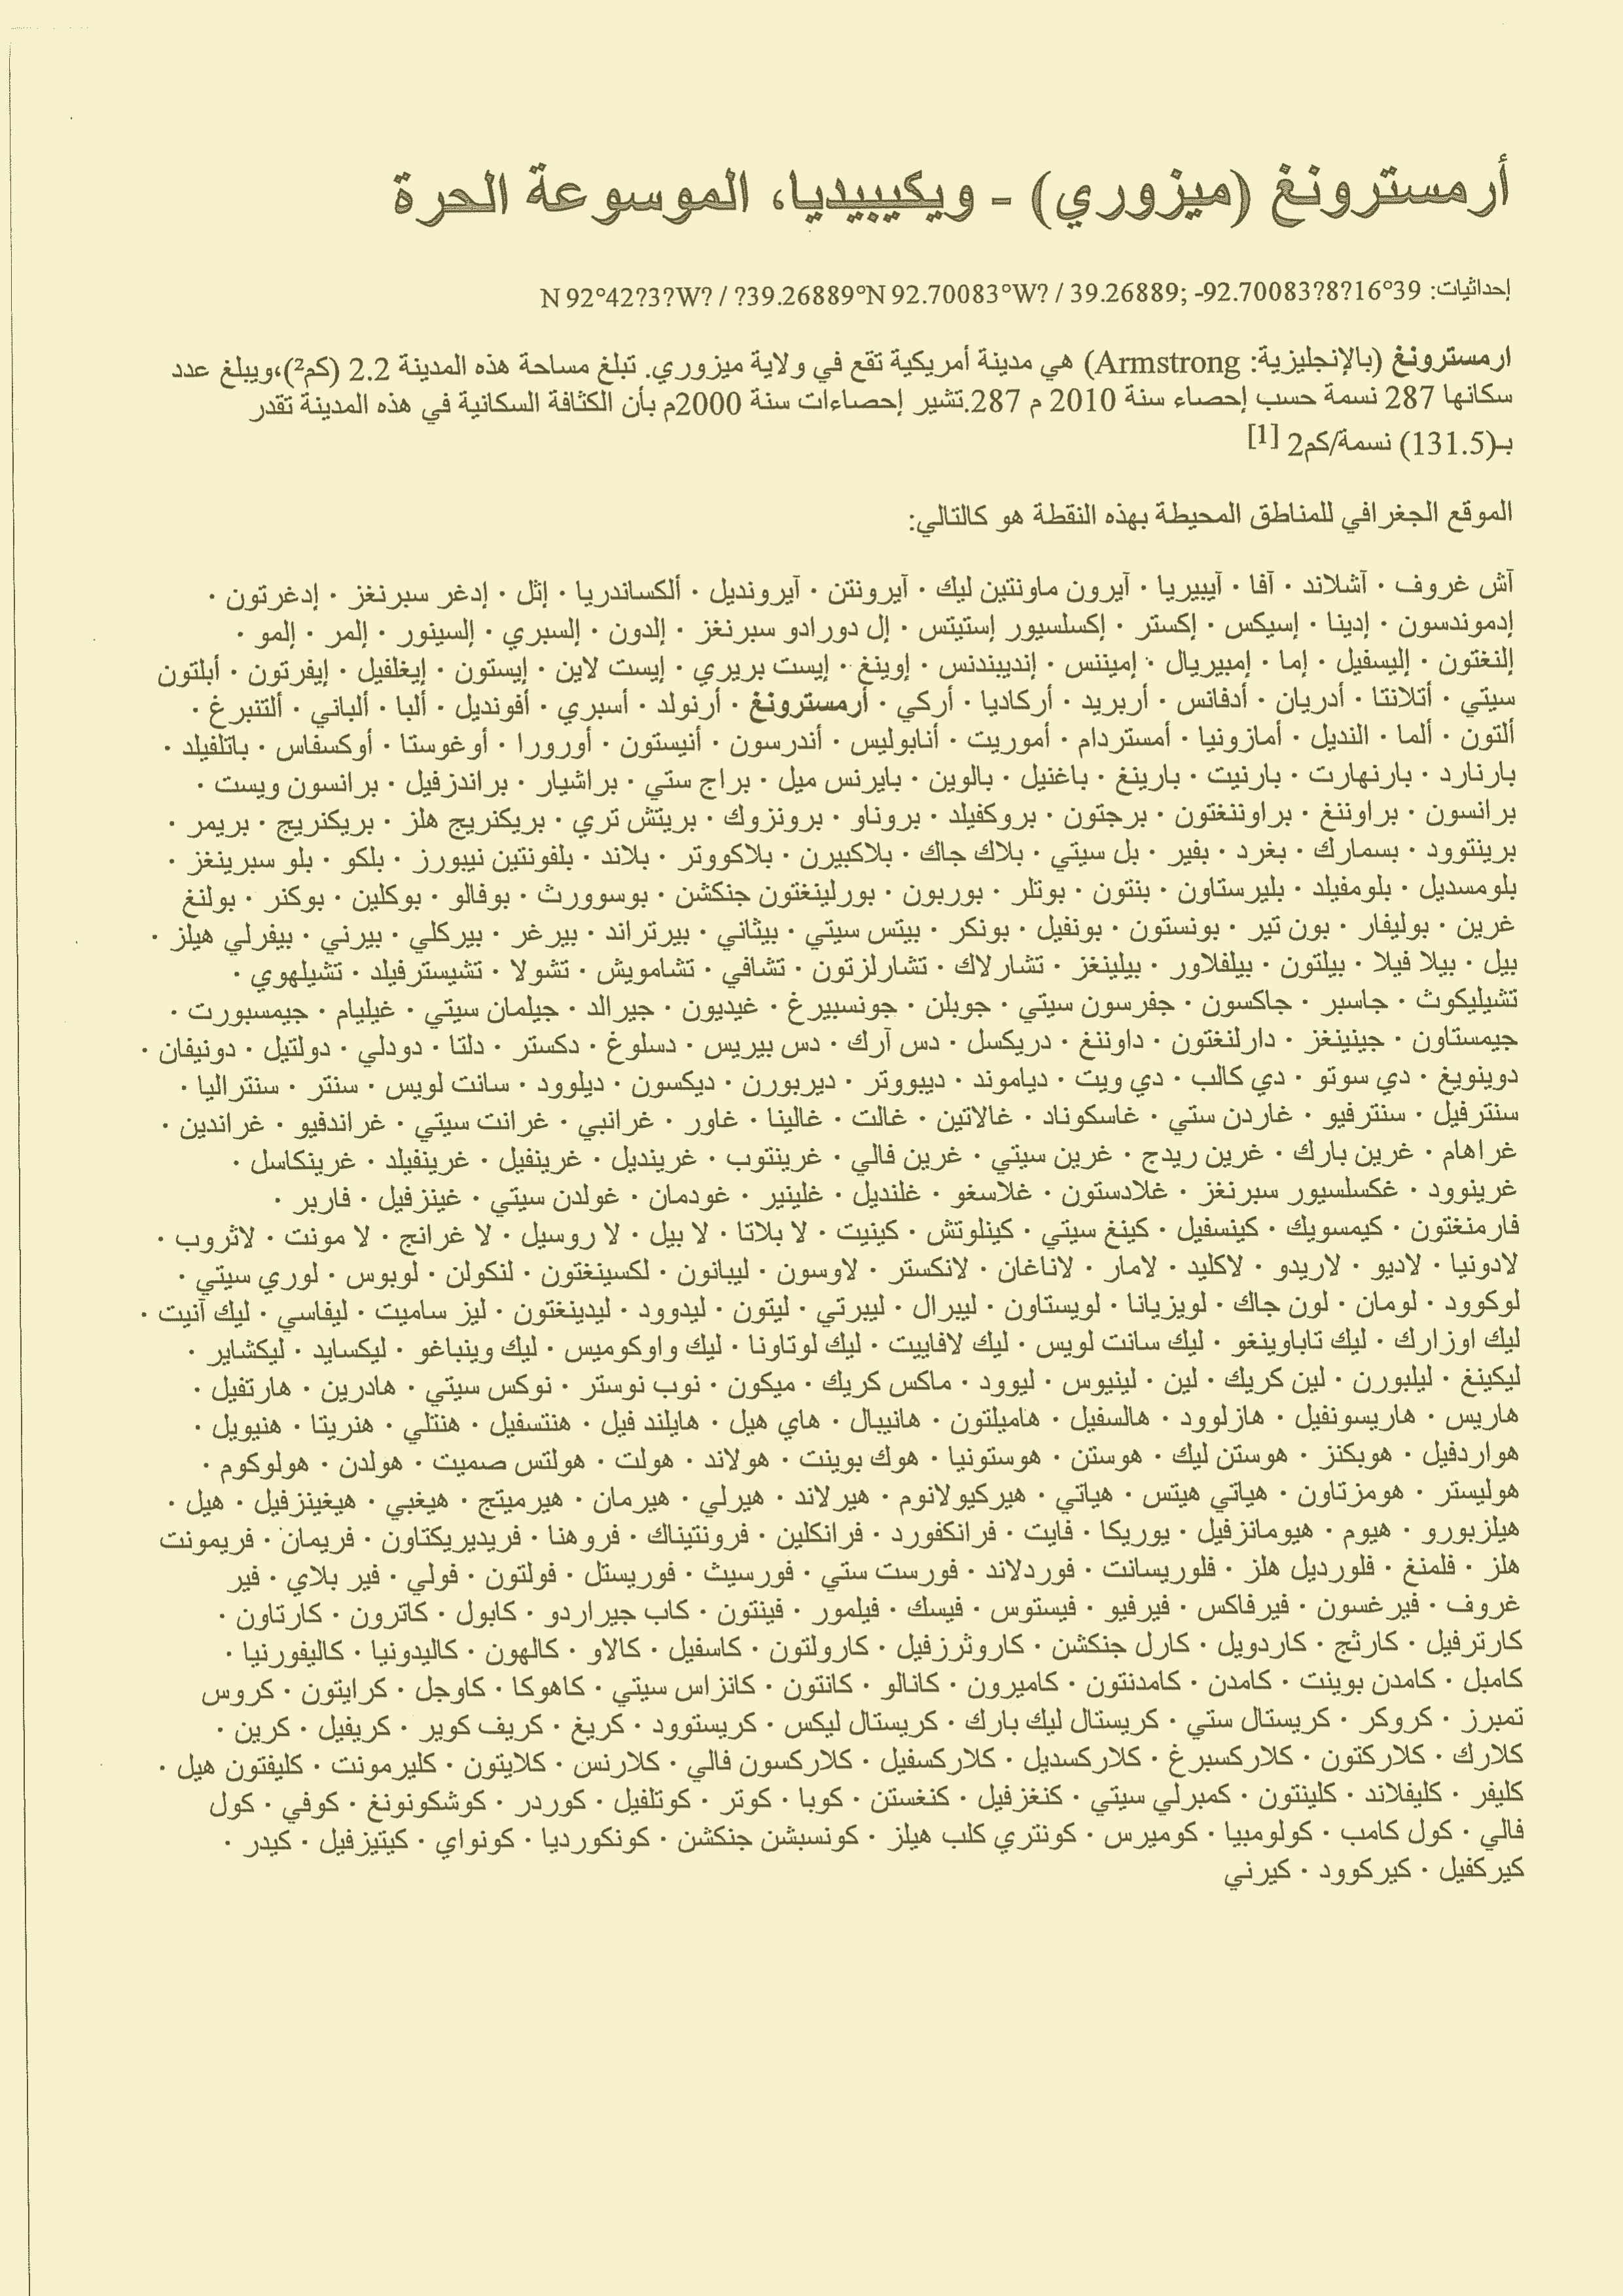 أرمسترونغ (ميزوري) - ويكيبيديا، الموسوعة الحرة
إحداثيات: 39°16?8?N 92°42?3?W? / ?39.26889°N 92.70083°W? / 39.26889; -92.70083
ارمسترونغ (بالإنجليزية: Armstrong) هي مدينة أمريكية تقع في ولاية ميزوري. تبلغ مساحة هذه المدينة 2.2 (كم²)،ويبلغ عدد
سكانها 287 نسمة حسب إحصاء سنة 2010 م 287.تشير إحصاءات سنة 2000م بأن الكثافة السكانية في هذه المدينة تقدر
بـ(131.5) نسمة/كم2 [1]
الموقع الجغرافي للمناطق المحيطة بهذه النقطة هو كالتالي:
آش غروف · آشلاند · آفا · آيبيريا · آيرون ماونتين ليك · آيرونتن · آيرونديل · ألكساندريا · إثل · إدغر سبرنغز · إدغرتون ·
إدموندسون · إدينا · إسيكس · إكستر · إكسلسيور إستيتس · إل دورادو سبرنغز · إلدون · إلسبري · إلسينور · إلمر · إلمو ·
إلنغتون · إليسفيل · إما · إمبيريال · إميننس · إنديبندنس · إوينغ · إيست بريري · إيست لاين · إيستون · إيغلفيل · إيفرتون · أبلتون
سيتي · أتلانتا · أدريان · أدفانس · أربريد · أركاديا · أركي · أرمسترونغ · أرنولد · أسبري · أفونديل · ألبا · ألباني · ألتنبرغ ·
ألتون · ألما · النديل · أمازونيا · أمستردام · أموريت · أنابوليس · أندرسون · أنيستون · أورورا · أوغوستا · أوكسفاس · باتلفيلد ·
بارنارد · بارنهارت · بارنيت · بارينغ · باغنيل · بالوين · بايرنس ميل · براج ستي · براشيار · براندزفيل · برانسون ويست ·
برانسون · براوننغ · براوننغتون · برجتون · بروكفيلد · بروناو · برونزوك · بريتش تري · بريكنريج هلز · بريكنريج · بريمر ·
برينتوود · بسمارك · بغرد · بفير · بل سيتي · بلاك جاك · بلاكبيرن · بلاكووتر · بلاند · بلفونتين نيبورز · بلكو · بلو سبرينغز ·
بلومسديل · بلومفيلد · بليرستاون · بنتون · بوتلر · بوربون · بورلينغتون جنكشن · بوسوورث · بوفالو · بوكلين · بوكنر · بولنغ
غرين · بوليفار · بون تير · بونستون · بونفيل · بونكر · بيتس سيتي · بيثاني · بيرتراند · بيرغر · بيركلي · بيرني · بيفرلي هيلز ·
بيل · بيلا فيلا · بيلتون · بيلفلاور · بيلينغز · تشارلاك · تشارلزتون · تشافي · تشامويش · تشولا · تشيسترفيلد · تشيلهوي ·
تشيليكوث · جاسبر · جاكسون · جفرسون سيتي · جوبلن · جونسبيرغ · غيديون · جيرالد · جيلمان سيتي · غيليام · جيمسبورت ·
جيمستاون · جينينغز · دارلنغتون · داوننغ · دريكسل · دس آرك · دس بيريس · دسلوغ · دكستر · دلتا · دودلي · دولتيل · دونيفان ·
دوينويغ · دي سوتو · دي كالب · دي ويت · دياموند · ديبووتر · ديربورن · ديكسون · ديلوود · سانت لويس · سنتر · سنتراليا ·
سنترفيل · سنترفيو · غاردن ستي · غاسكوناد · غالاتين · غالت · غالينا · غاور · غرانبي · غرانت سيتي · غراندفيو · غراندين ·
غراهام · غرين بارك · غرين ريدج · غرين سيتي · غرين فالي · غرينتوب · غرينديل · غرينفيل · غرينفيلد · غرينكاسل ·
غرينوود · غكسلسيور سبرنغز · غلادستون · غلاسغو · غلنديل · غلينير · غودمان · غولدن سيتي · غينزفيل · فاربر ·
فارمنغتون · كيمسويك · كينسفيل · كينغ سيتي · كينلوتش · كينيت · لا بلاتا · لا بيل · لا روسيل · لا غرانج · لا مونت · لاثروب ·
لادونيا · لاديو · لاريدو · لاكليد · لامار · لاناغان · لانكستر · لاوسون · ليبانون · لكسينغتون · لنكولن · لوبوس · لوري سيتي ·
لوكوود · لومان · لون جاك · لويزيانا · لويستاون · ليبرال · ليبرتي · ليتون · ليدوود · ليدينغتون · ليز ساميت · ليفاسي · ليك آنيت ·
ليك اوزارك · ليك تاباوينغو · ليك سانت لويس · ليك لافاييت · ليك لوتاونا · ليك واوكوميس · ليك وينباغو · ليكسايد · ليكشاير ·
ليكينغ · ليلبورن · لين كريك · لين · لينيوس · ليوود · ماكس كريك · ميكون · نوب نوستر · نوكس سيتي · هادرين · هارتفيل ·
هاريس · هاريسونفيل · هازلوود · هالسفيل · هاميلتون · هانيبال · هاي هيل · هايلند فيل · هنتسفيل · هنتلي · هنريتا · هنيويل ·
هواردفيل · هوبكنز · هوستن ليك · هوستن · هوستونيا · هوك بوينت · هولاند · هولت · هولتس صميت · هولدن · هولوكوم ·
هوليستر · هومزتاون · هياتي هيتس · هياتي · هيركيولانوم · هيرلاند · هيرلي · هيرمان · هيرميتج · هيغبي · هيغينزفيل · هيل ·
هيلزبورو · هيوم · هيومانزفيل · يوريكا · فايت · فرانكفورد · فرانكلين · فرونتيناك · فروهنا · فريديريكتاون · فريمان · فريمونت
هلز · فلمنغ · فلورديل هلز · فلوريسانت · فوردلاند · فورست ستي · فورسيث · فوريستل · فولتون · فولي · فير بلاي · فير
غروف · فيرغسون · فيرفاكس · فيرفيو · فيستوس · فيسك · فيلمور · فينتون · كاب جيراردو · كابول · كاترون · كارتاون ·
كارترفيل · كارثج · كاردويل · كارل جنكشن · كاروثرزفيل · كارولتون · كاسفيل · كالاو · كالهون · كاليدونيا · كاليفورنيا ·
كامبل · كامدن بوينت · كامدن · كامدنتون · كاميرون · كانالو · كانتون · كانزاس سيتي · كاهوكا · كاوجل · كرايتون · كروس
تمبرز · كروكر · كريستال ستي · كريستال ليك بارك · كريستال ليكس · كريستوود · كريغ · كريف كوير · كريفيل · كرين ·
كلارك · كلاركتون · كلاركسبرغ · كلاركسديل · كلاركسفيل · كلاركسون فالي · كلارنس · كلايتون · كليرمونت · كليفتون هيل ·
كليفر · كليفلاند · كلينتون · كمبرلي سيتي · كنغزفيل · كنغستن · كوبا · كوتر · كوتلفيل · كوردر · كوشكونونغ · كوفي · كول
فالي · كول كامب · كولومبيا · كوميرس · كونتري كلب هيلز · كونسبشن جنكشن · كونكورديا · كونواي · كيتيزفيل · كيدر ·
كيركفيل · كيركوود · كيرني